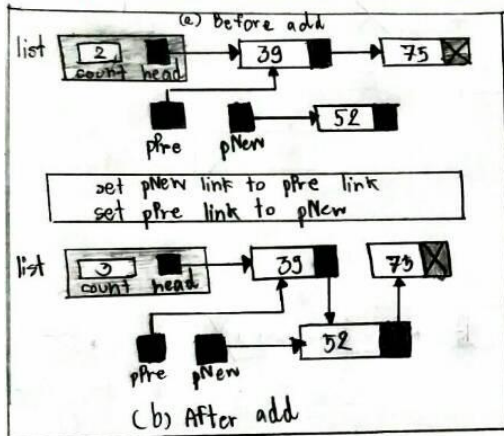 (a) Before add
list 2 39 75
count head
pPre pNew 52
set pNew link to pPre link
set pPre link to pNew
list 3 39 75
count head
52
pPre pNew
(b) After add